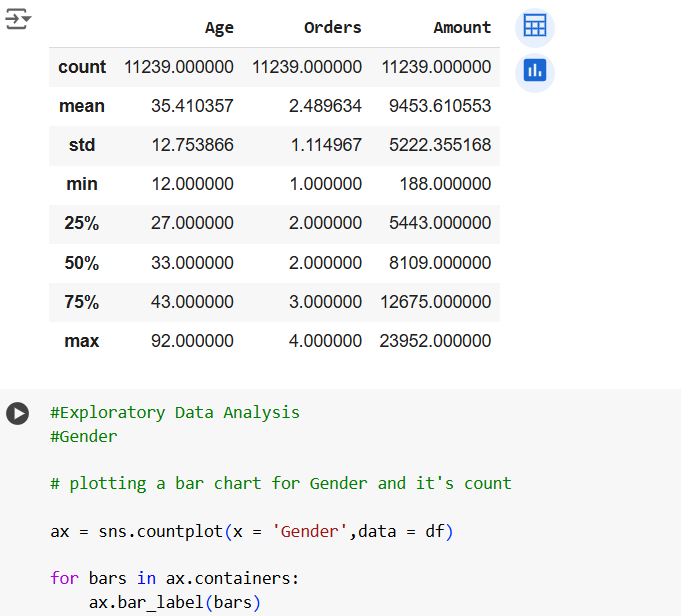 Age Orders Amount
count 11239.000000 11239.000000 11239.000000
mean 35.410357 2.489634 9453.610553
std 12.753866 1.114967 5222.355168
min 12.000000 1.000000 188.000000
25% 27.000000 2.000000 5443.000000
50% 33.000000 2.000000 8109.000000
75% 43.000000 3.000000 12675.000000
max 92.000000 4.000000 23952.000000
#Exploratory Data Analysis
#Gender
# plotting a bar chart for Gender and it's count
ax = sns.countplot(x = 'Gender',data = df)
for bars in ax.containers:
    ax.bar_label(bars)